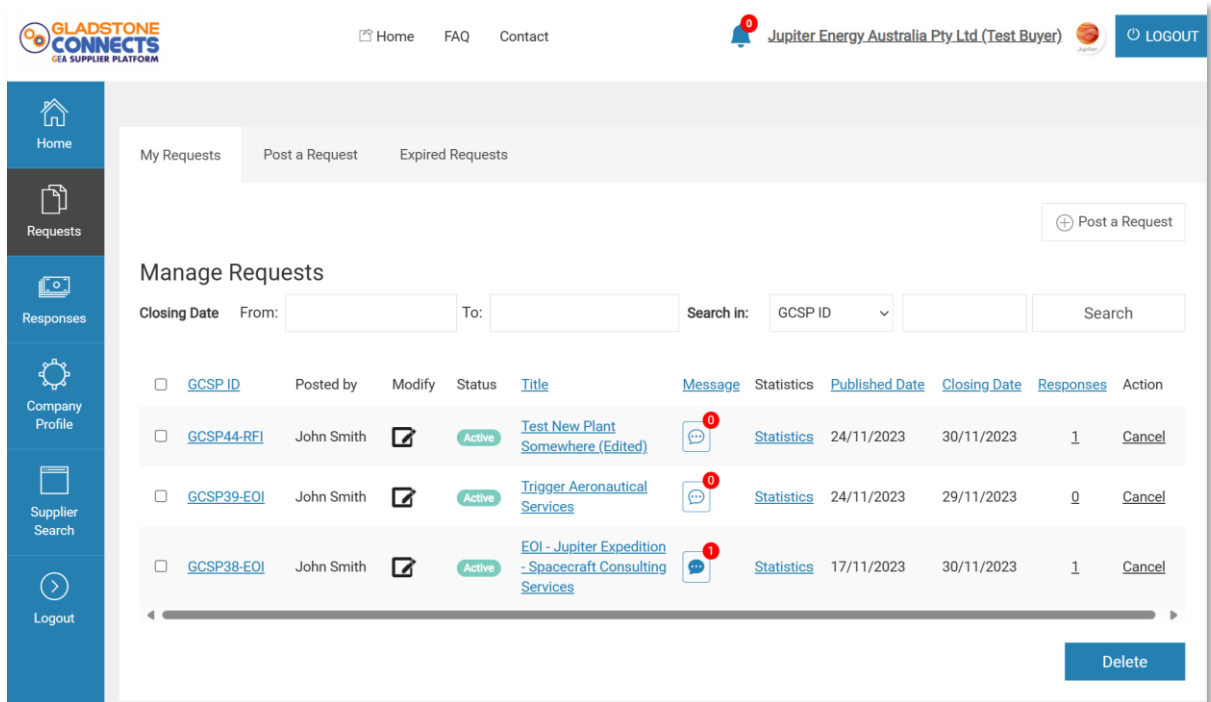 GLADSTONE
CONNECTS
GEA SUPPLIER PLATFORM
Home FAQ Contact
0
Jupiter Energy Australia Pty Ltd (Test Buyer)
Jupiter
LOGOUT
Home
Requests
Responses
Company
Profile
Supplier
Search
Logout
My Requests Post a Request Expired Requests
Post a Request
Manage Requests
Closing Date From: To: Search in: GCSP ID Search
GCSP ID Posted by Modify Status Title Message Statistics Published Date Closing Date Responses Action
GCSP44-RFI John Smith Active Test New Plant Somewhere (Edited) 0 Statistics 24/11/2023 30/11/2023 1 Cancel
GCSP39-EOI John Smith Active Trigger Aeronautical Services 0 Statistics 24/11/2023 29/11/2023 0 Cancel
GCSP38-EOI John Smith Active EOI - Jupiter Expedition - Spacecraft Consulting Services 1 Statistics 17/11/2023 30/11/2023 1 Cancel
Delete